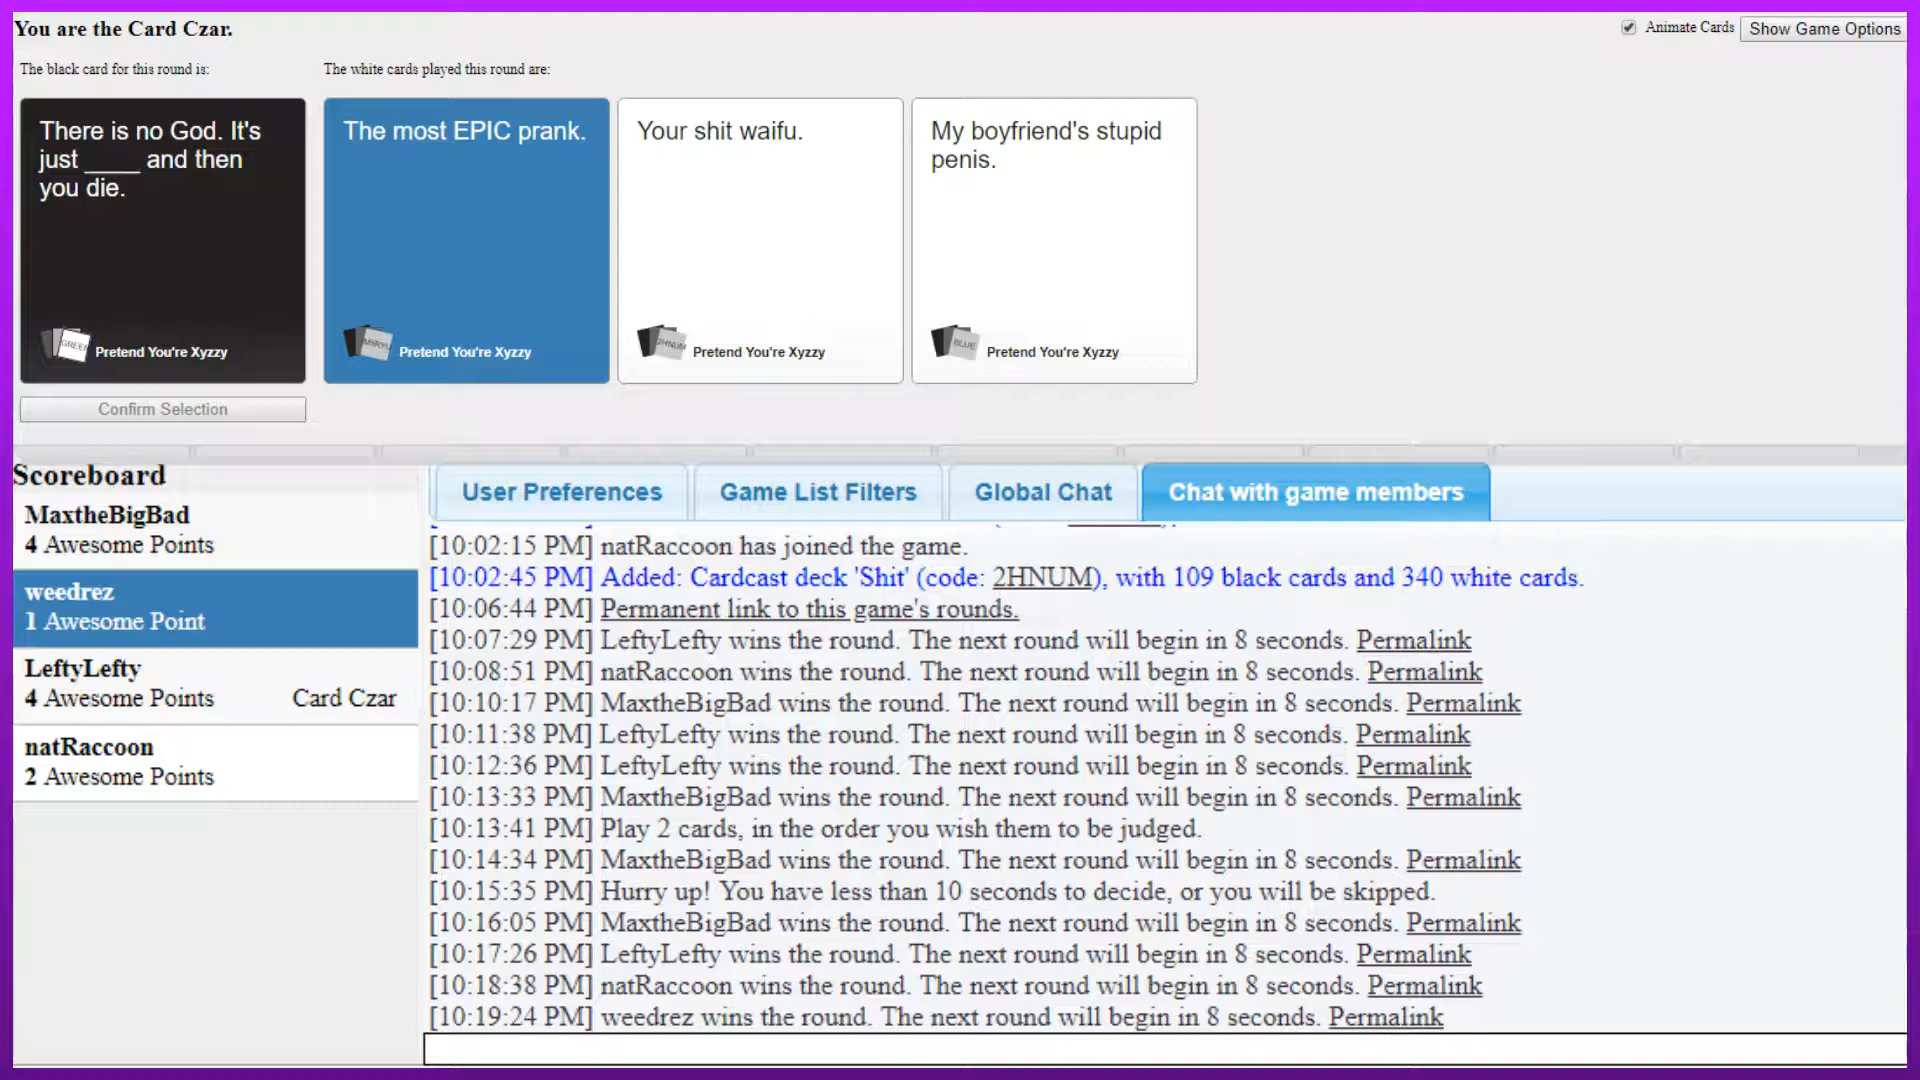 You are the Card Czar.
Animate Cards
Show Game Options
The black card for this round is:
The white cards played this round are:
There is no God. It's
just ____ and then
you die.
GREEN
Pretend You're Xyzzy
The most EPIC prank.
Pretend You're Xyzzy
Your shit waifu.
2HNUM
Pretend You're Xyzzy
My boyfriend's stupid
penis.
BLUE
Pretend You're Xyzzy
Confirm Selection
Scoreboard
MaxtheBigBad
4 Awesome Points
weedrez
1 Awesome Point
LeftyLefty
4 Awesome Points
Card Czar
natRaccoon
2 Awesome Points
User Preferences
Game List Filters
Global Chat
Chat with game members
[10:02:15 PM] natRaccoon has joined the game.
[10:02:45 PM] Added: Cardcast deck 'Shit' (code: 2HNUM), with 109 black cards and 340 white cards.
[10:06:44 PM] Permanent link to this game's rounds.
[10:07:29 PM] LeftyLefty wins the round. The next round will begin in 8 seconds. Permalink
[10:08:51 PM] natRaccoon wins the round. The next round will begin in 8 seconds. Permalink
[10:10:17 PM] MaxtheBigBad wins the round. The next round will begin in 8 seconds. Permalink
[10:11:38 PM] LeftyLefty wins the round. The next round will begin in 8 seconds. Permalink
[10:12:36 PM] LeftyLefty wins the round. The next round will begin in 8 seconds. Permalink
[10:13:33 PM] MaxtheBigBad wins the round. The next round will begin in 8 seconds. Permalink
[10:13:41 PM] Play 2 cards, in the order you wish them to be judged.
[10:14:34 PM] MaxtheBigBad wins the round. The next round will begin in 8 seconds. Permalink
[10:15:35 PM] Hurry up! You have less than 10 seconds to decide, or you will be skipped.
[10:16:05 PM] MaxtheBigBad wins the round. The next round will begin in 8 seconds. Permalink
[10:17:26 PM] LeftyLefty wins the round. The next round will begin in 8 seconds. Permalink
[10:18:38 PM] natRaccoon wins the round. The next round will begin in 8 seconds. Permalink
[10:19:24 PM] weedrez wins the round. The next round will begin in 8 seconds. Permalink